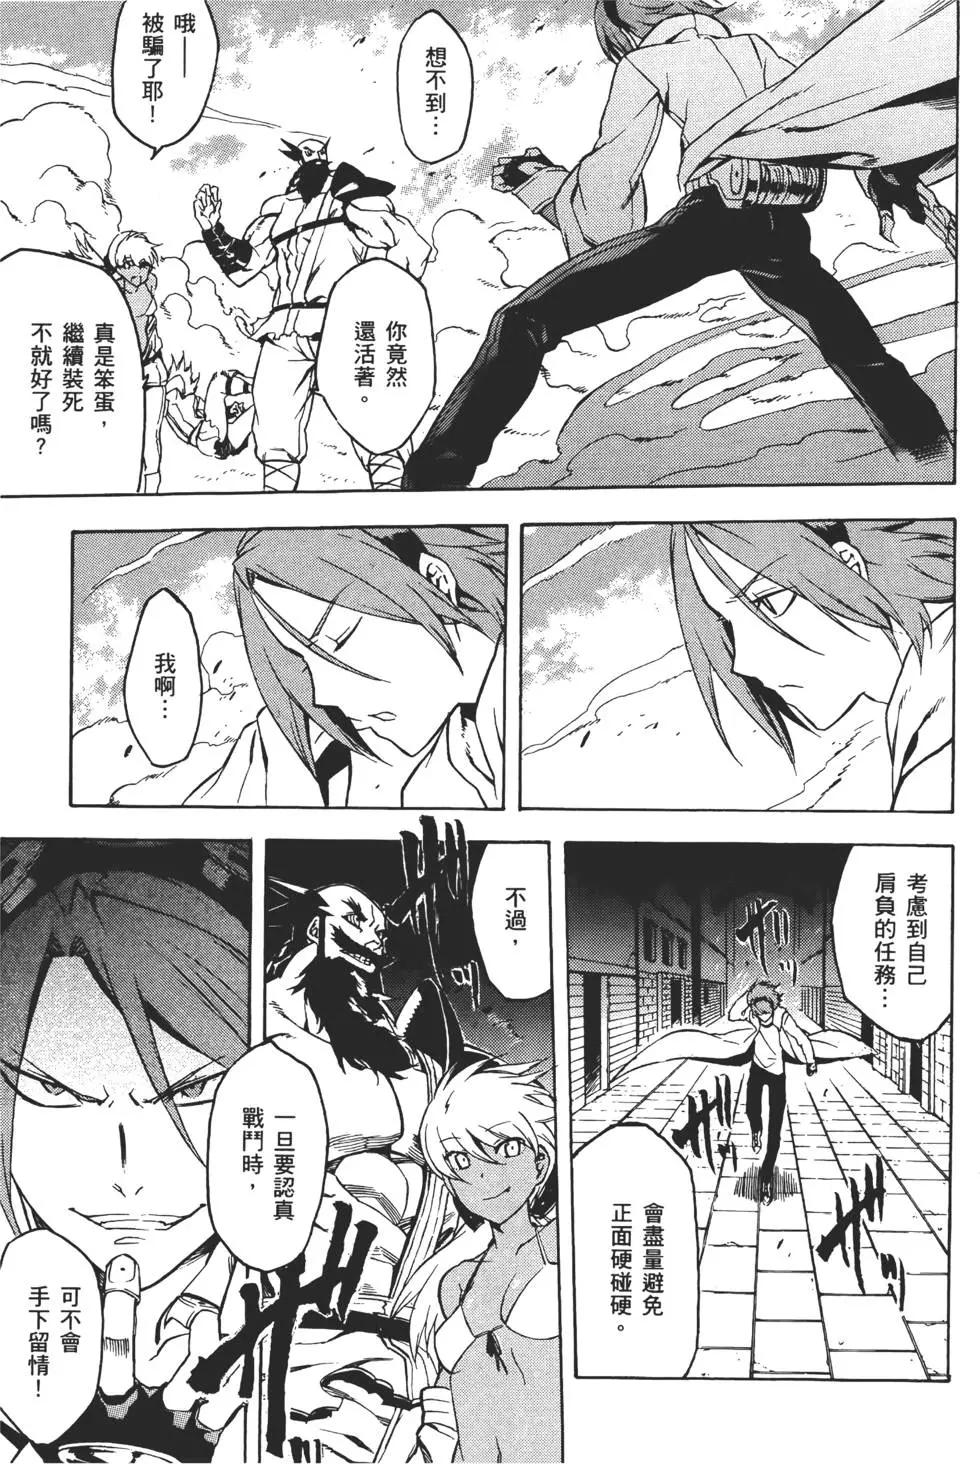 想不到…
哦──
被騙了耶！
你竟然
還活著。
真是笨蛋，
繼續裝死
不就好了嗎？
我啊…
考慮到自己
肩負的任務…
會盡量避免
正面硬碰硬。
不過，
一旦要認真
戰鬥時，
可不會
手下留情！